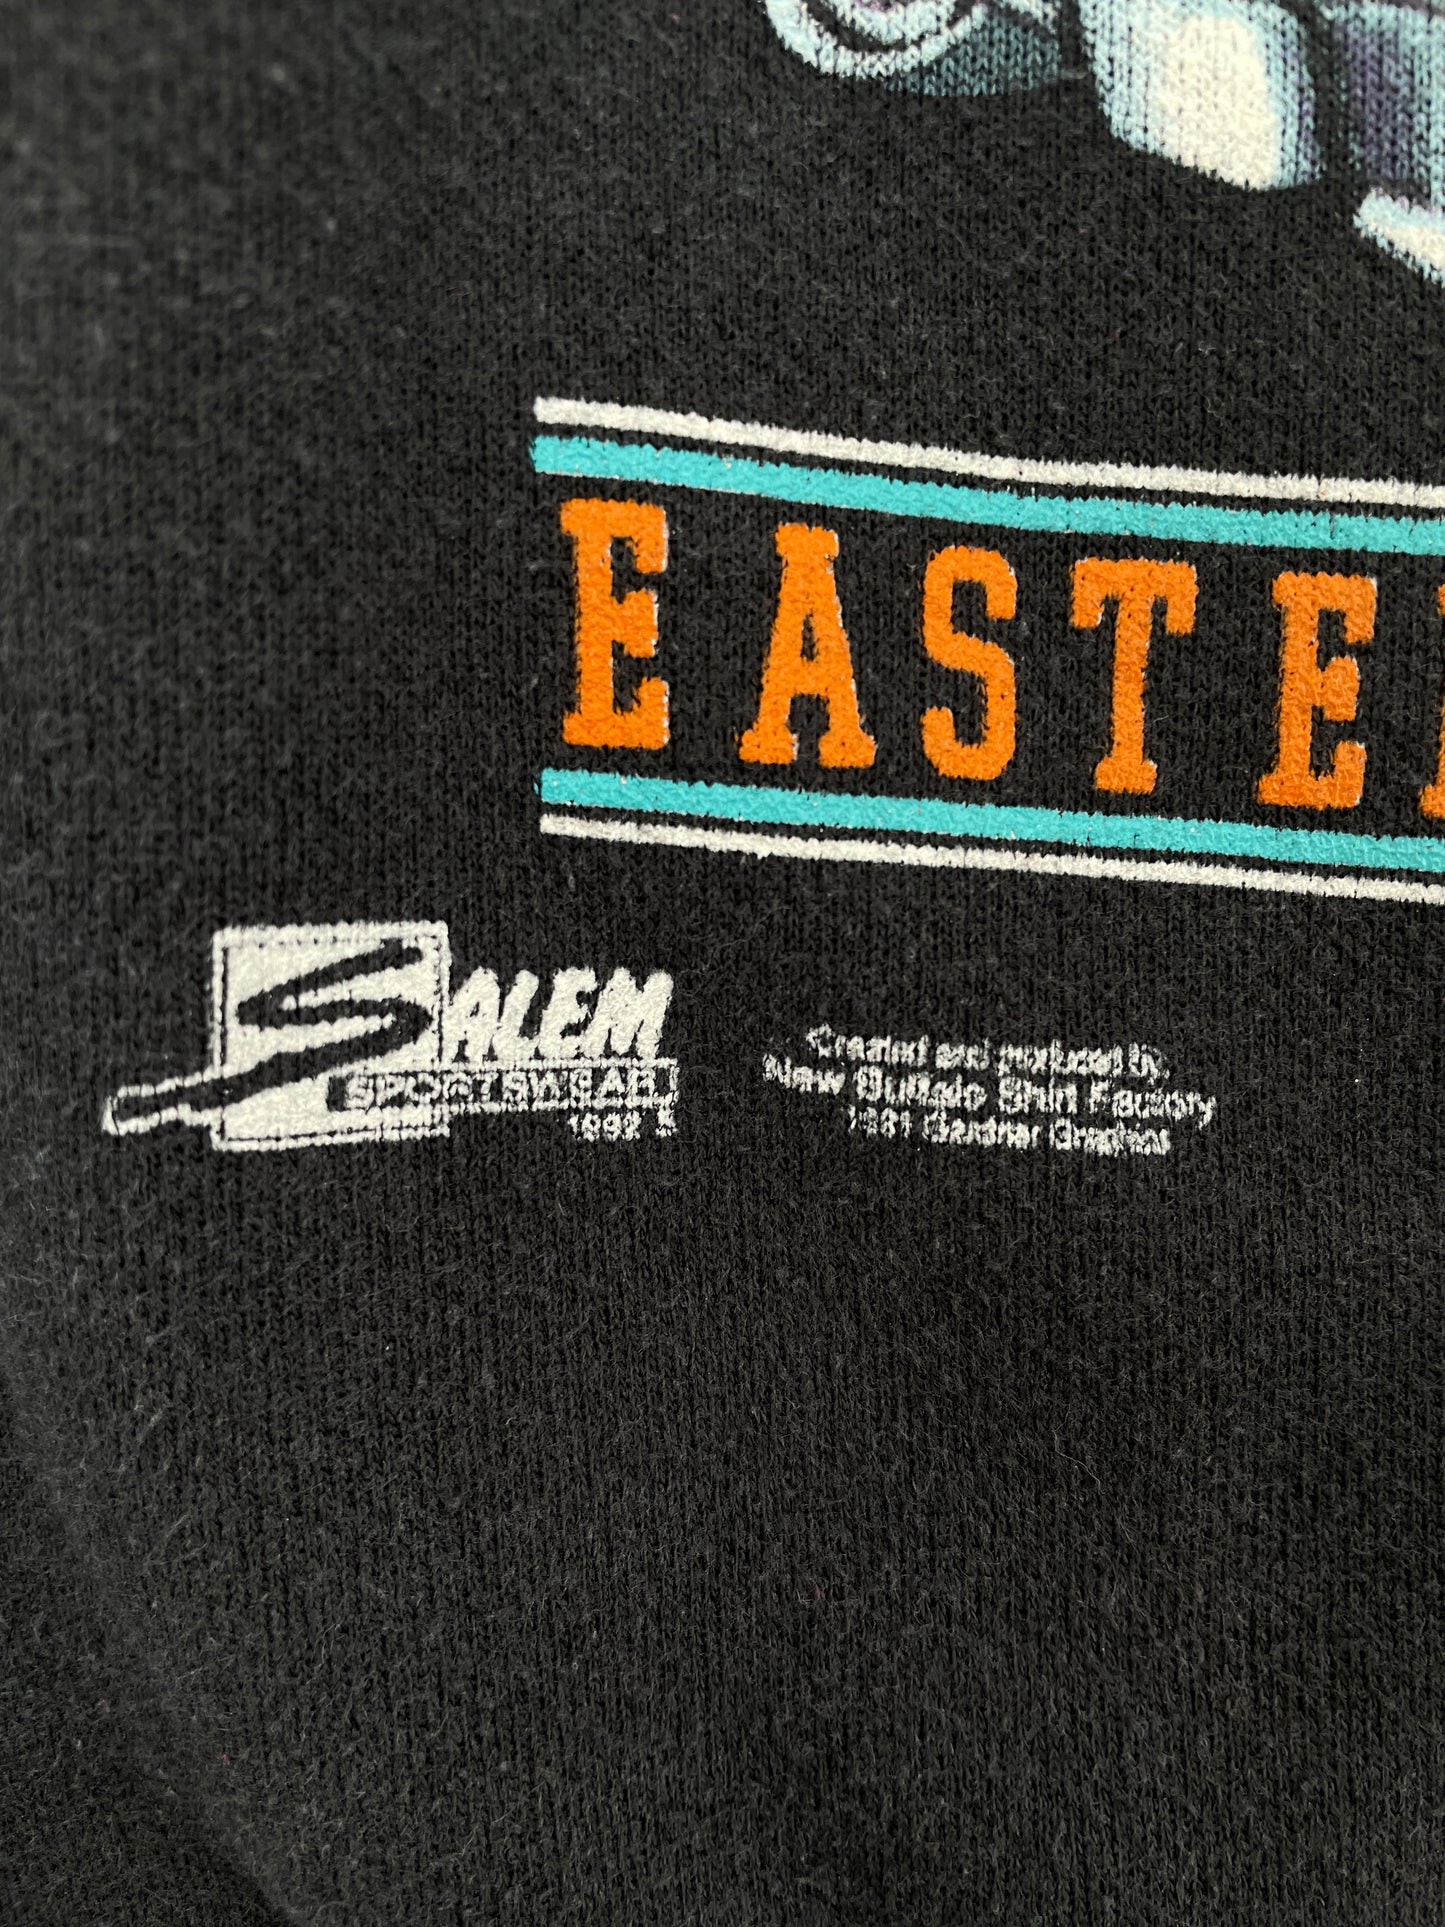 EASTE
SALEM
SPORTSWEAR
1992
Created and produced by
New Buffalo Shirt Factory
1991 Gardner Graphics